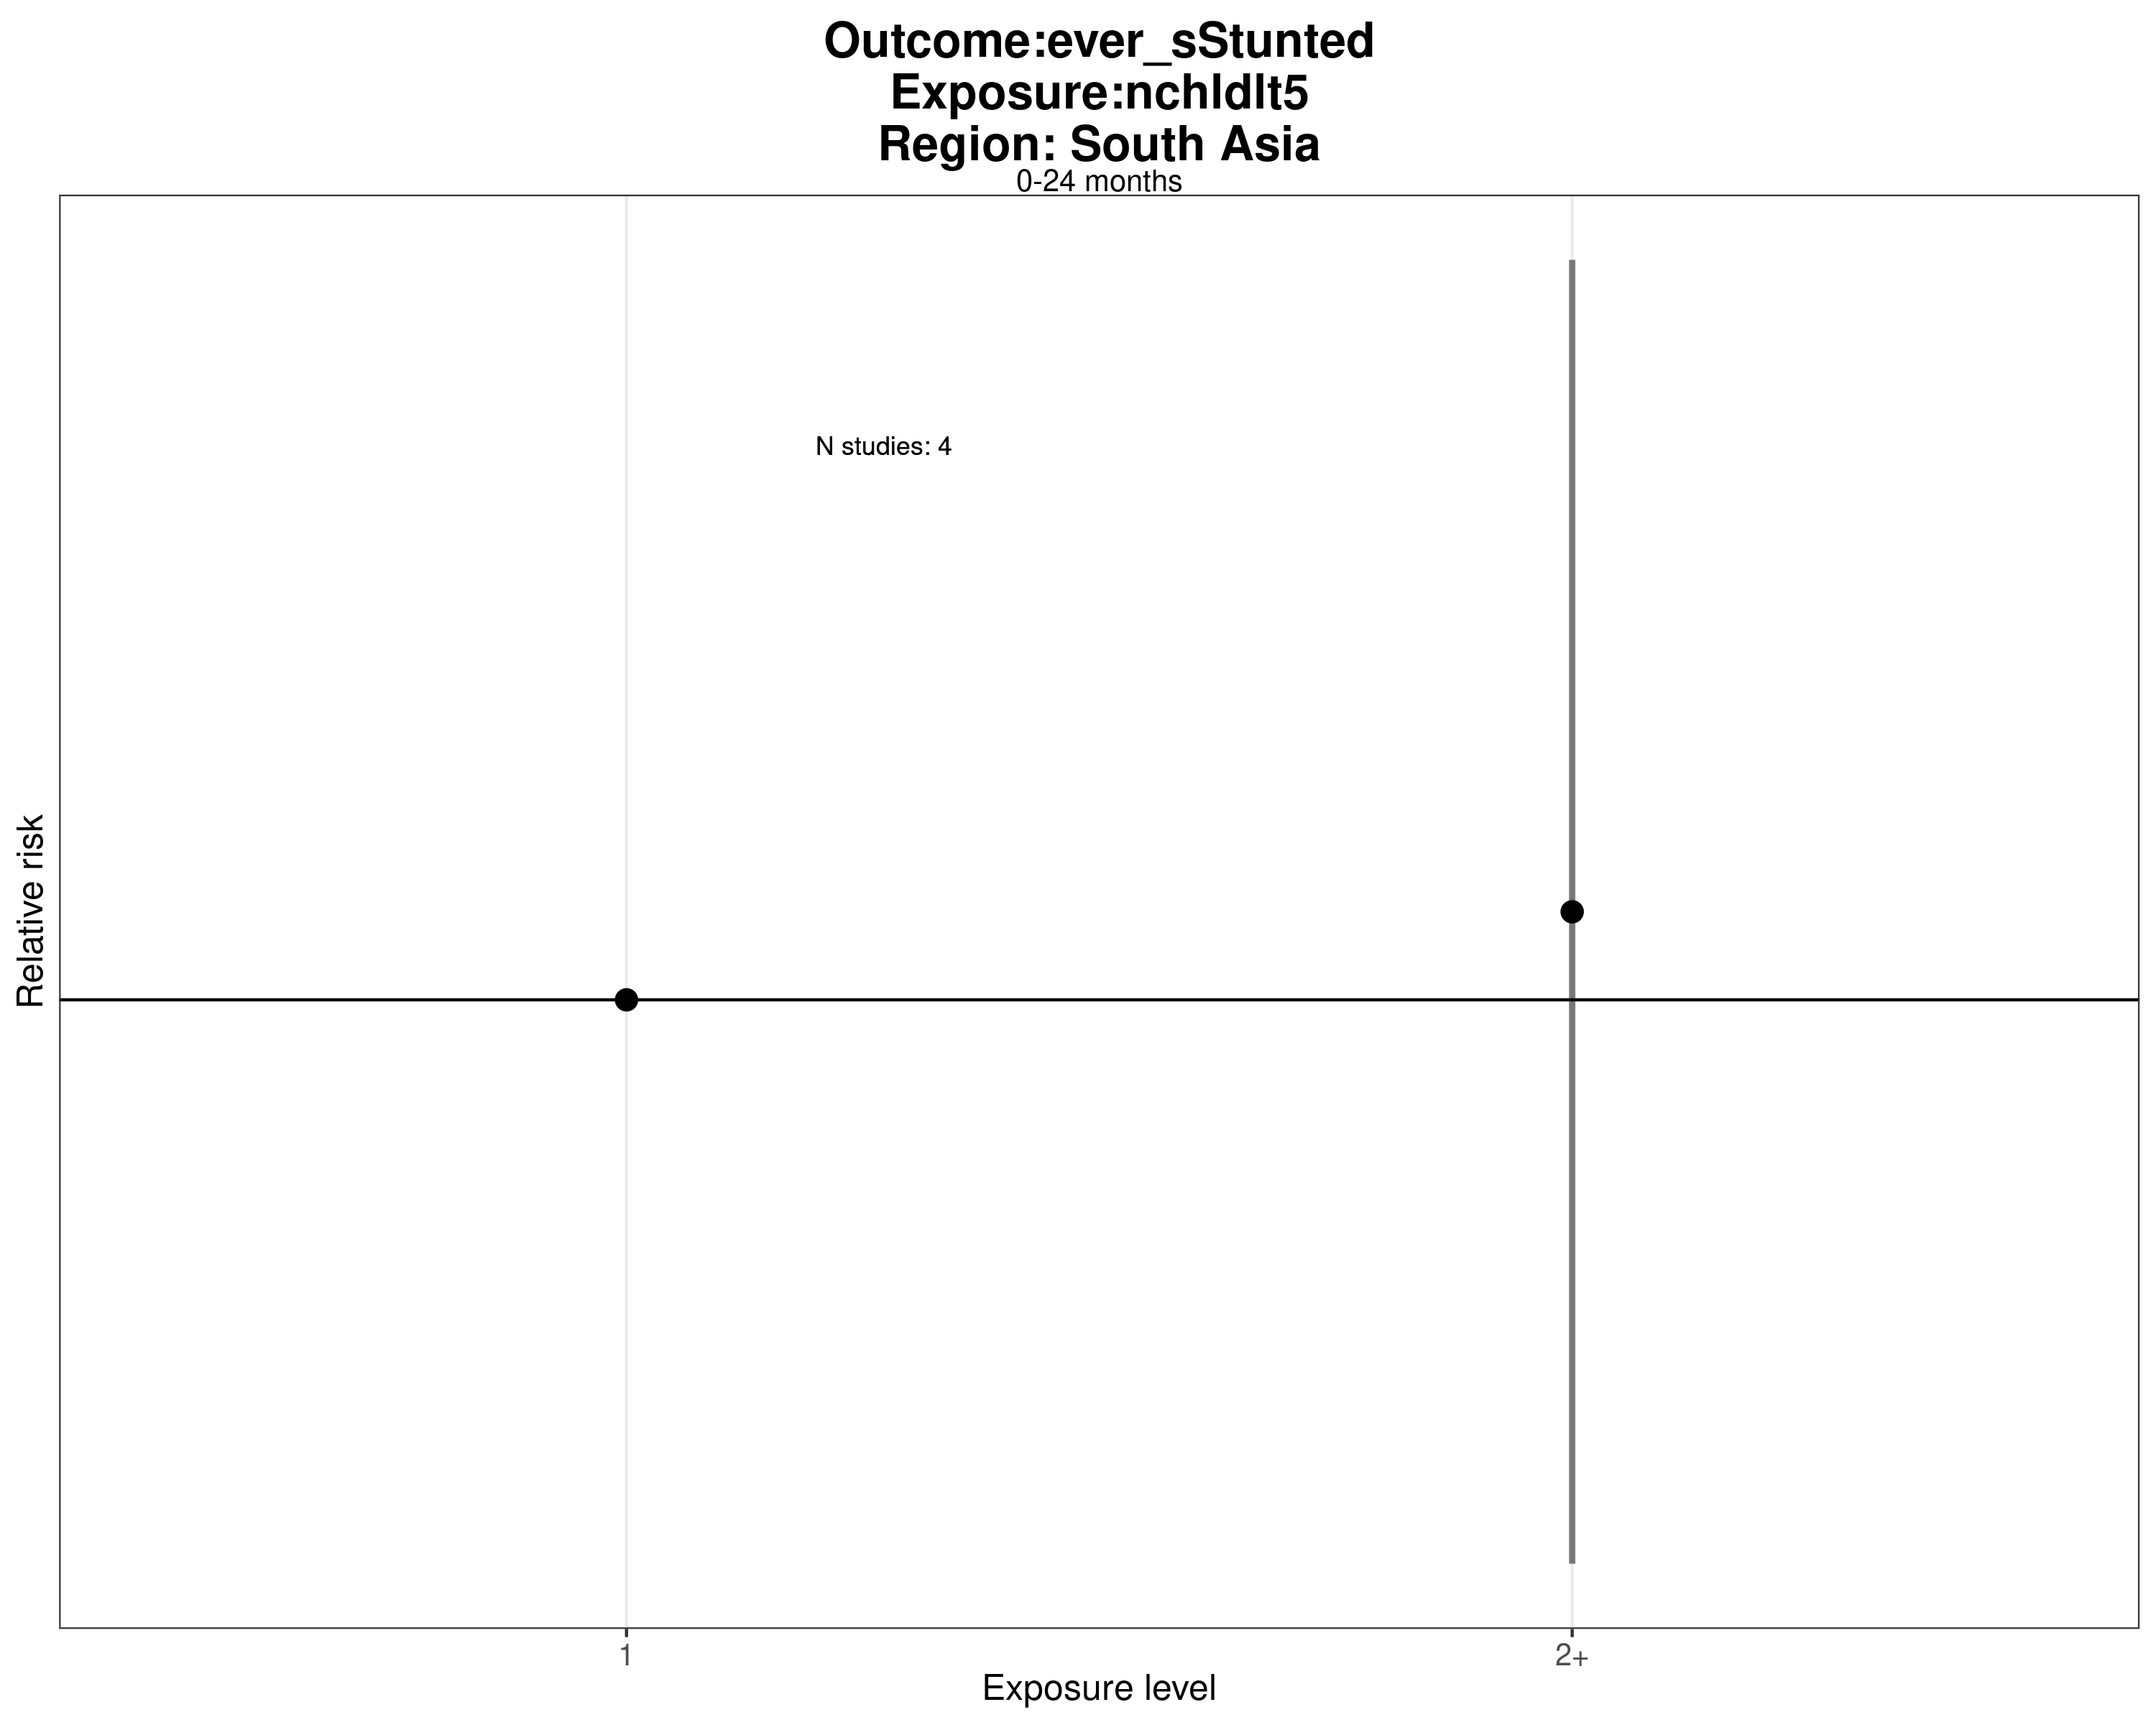 Outcome:ever_sStunted
Exposure:nchldlt5
Region: South Asia
0-24 months
N studies: 4
Relative risk
1
2+
Exposure level